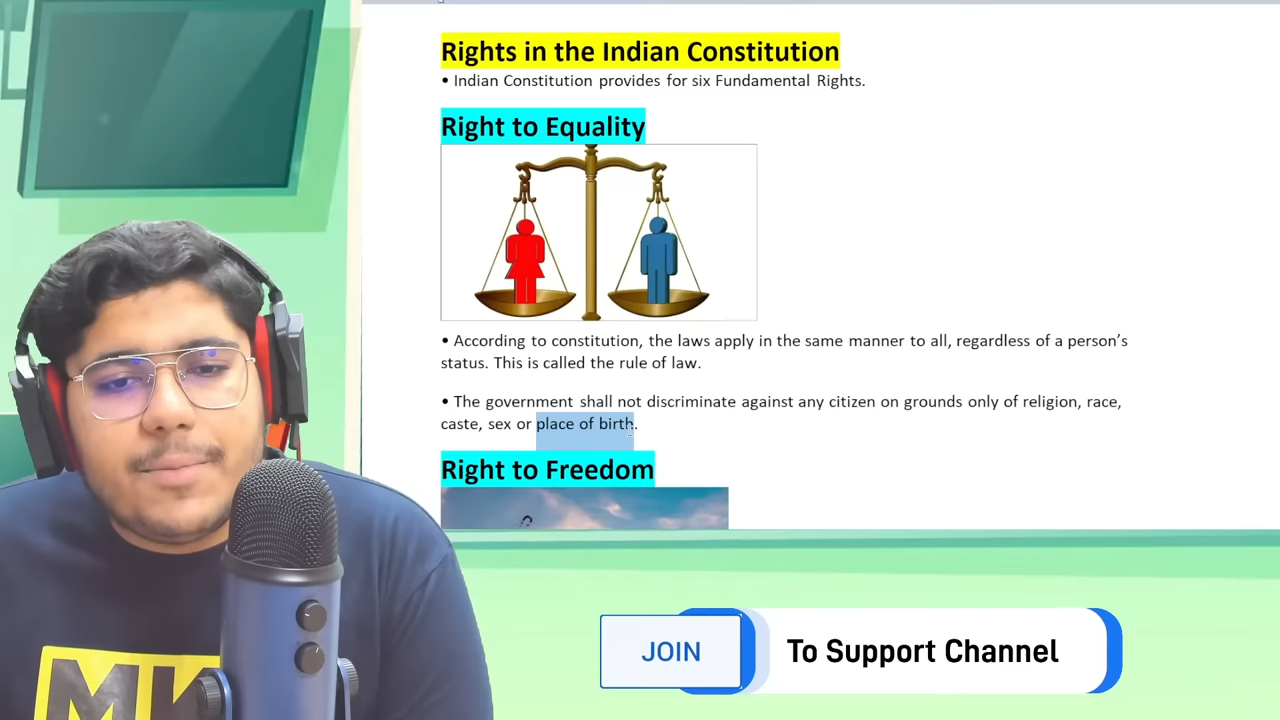 Rights in the Indian Constitution
• Indian Constitution provides for six Fundamental Rights.
Right to Equality
• According to constitution, the laws apply in the same manner to all, regardless of a person’s
status. This is called the rule of law.
• The government shall not discriminate against any citizen on grounds only of religion, race,
caste, sex or place of birth.
Right to Freedom
JOIN
To Support Channel